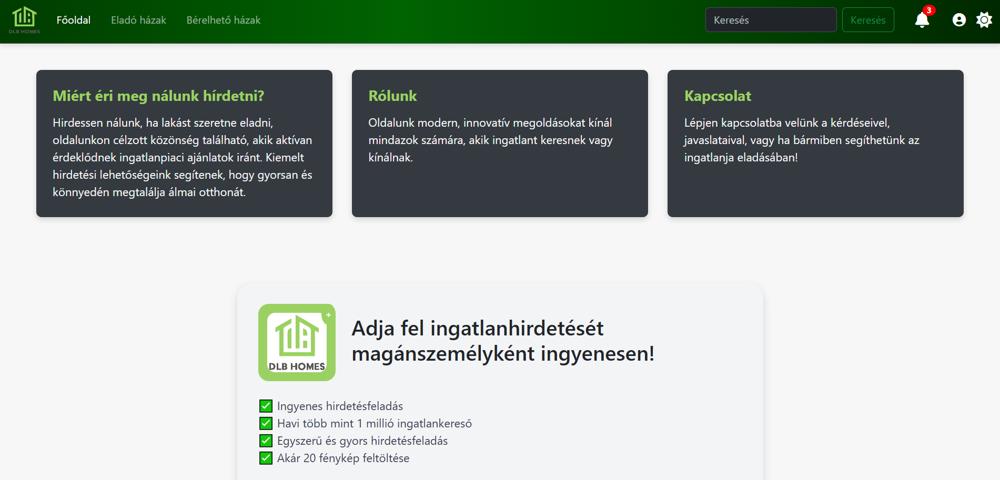 DLB HOMES
Főoldal
Eladó házak
Bérelhető házak
Keresés
Keresés
3
Miért éri meg nálunk hírdetni?
Hirdessen nálunk, ha lakást szeretne eladni,
oldalunkon célzott közönség található, akik aktívan
érdeklődnek ingatlanpiaci ajánlatok iránt. Kiemelt
hirdetési lehetőségeink segítenek, hogy gyorsan és
könnyedén megtalálja álmai otthonát.
Rólunk
Oldalunk modern, innovatív megoldásokat kínál
mindazok számára, akik ingatlant keresnek vagy
kínálnak.
Kapcsolat
Lépjen kapcsolatba velünk a kérdéseivel,
javaslataival, vagy ha bármiben segíthetünk az
ingatlanja eladásában!
+
DLB HOMES
Adja fel ingatlanhirdetését
magánszemélyként ingyenesen!
Ingyenes hirdetésfeladás
Havi több mint 1 millió ingatlankereső
Egyszerű és gyors hirdetésfeladás
Akár 20 fénykép feltöltése